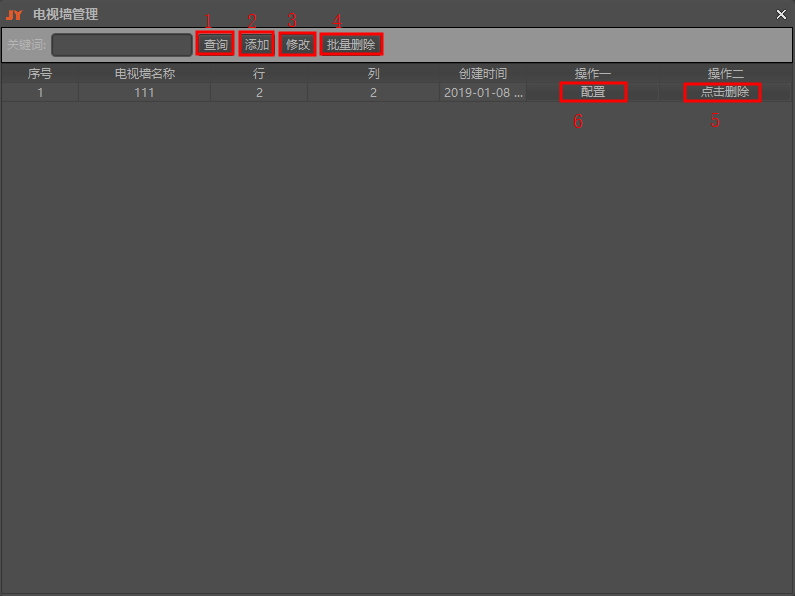 JY 电视墙管理
1 2 3 4
关键词: 查询 添加 修改 批量删除
序号 电视墙名称 行 列 创建时间 操作一 操作二
1 111 2 2 2019-01-08 ... 配置 点击删除
6 5